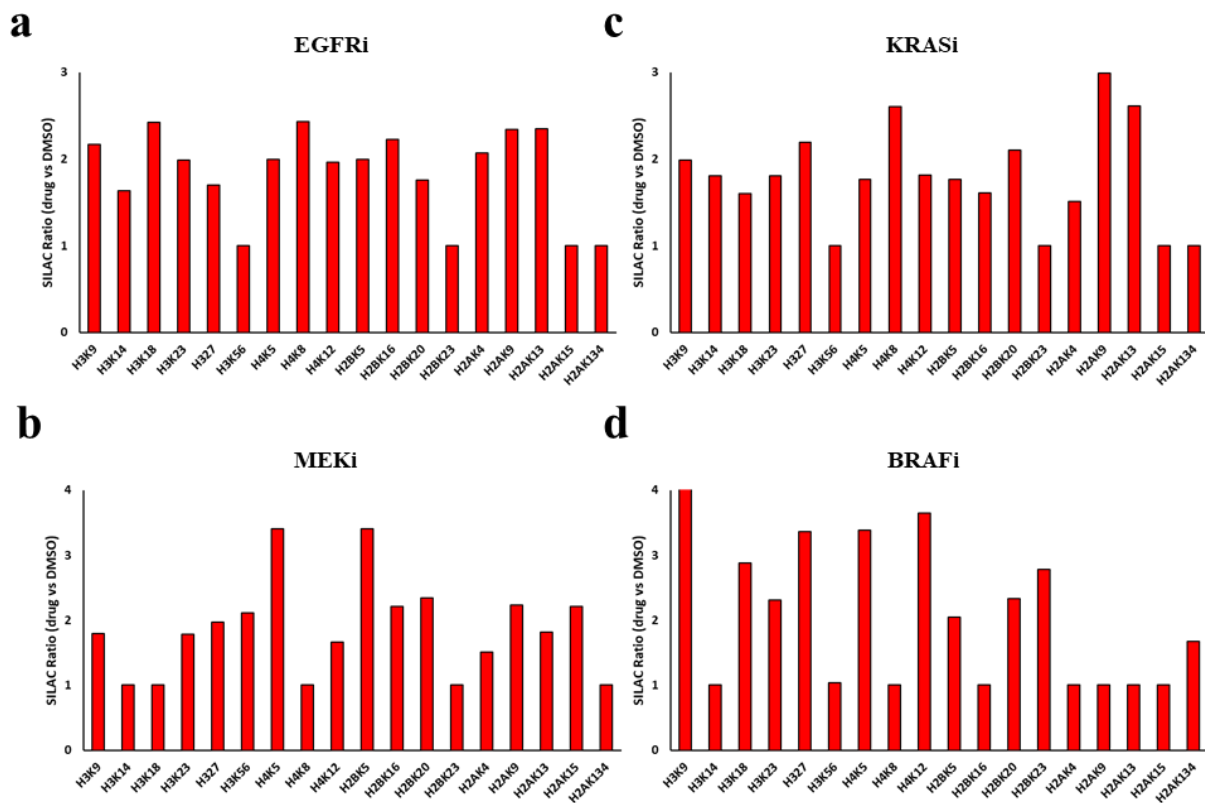 a
EGFRi
SILAC Ratio (drug vs DMSO)
3
2
1
0
H3K9 H3K14 H3K18 H3K23 H327 H3K56 H4K5 H4K8 H4K12 H2BK5 H2BK16 H2BK20 H2BK23 H2AK4 H2AK9 H2AK13 H2AK15 H2AK134
c
KRASi
SILAC Ratio (drug vs DMSO)
3
2
1
0
H3K9 H3K14 H3K18 H3K23 H327 H3K56 H4K5 H4K8 H4K12 H2BK5 H2BK16 H2BK20 H2BK23 H2AK4 H2AK9 H2AK13 H2AK15 H2AK134
b
MEKi
SILAC Ratio (drug vs DMSO)
4
3
2
1
0
H3K9 H3K14 H3K18 H3K23 H327 H3K56 H4K5 H4K8 H4K12 H2BK5 H2BK16 H2BK20 H2BK23 H2AK4 H2AK9 H2AK13 H2AK15 H2AK134
d
BRAFi
SILAC Ratio (drug vs DMSO)
4
3
2
1
0
H3K9 H3K14 H3K18 H3K23 H327 H3K56 H4K5 H4K8 H4K12 H2BK5 H2BK16 H2BK20 H2BK23 H2AK4 H2AK9 H2AK13 H2AK15 H2AK134